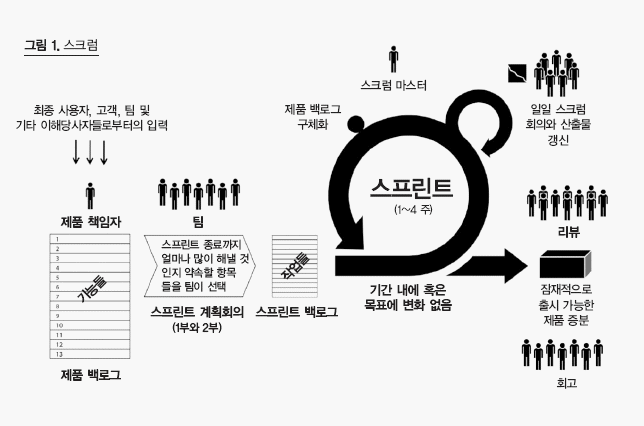 그림 1. 스크럼
최종 사용자, 고객, 팀 및
기타 이해당사자들로부터의 입력
제품 책임자
팀
1
2
3
4
5
6
7
8
9
10
11
12
13
기능들
제품 백로그
스프린트 종료까지
얼마나 많이 해낼 것
인지 약속할 항목
들을 팀이 선택
스프린트 계획회의
(1부와 2부)
작업들
스프린트 백로그
스크럼 마스터
제품 백로그
구체화
스프린트
(1~4 주)
기간 내에 혹은
목표에 변화 없음
일일 스크럼
회의와 산출물
갱신
리뷰
잠재적으로
출시 가능한
제품 증분
회고